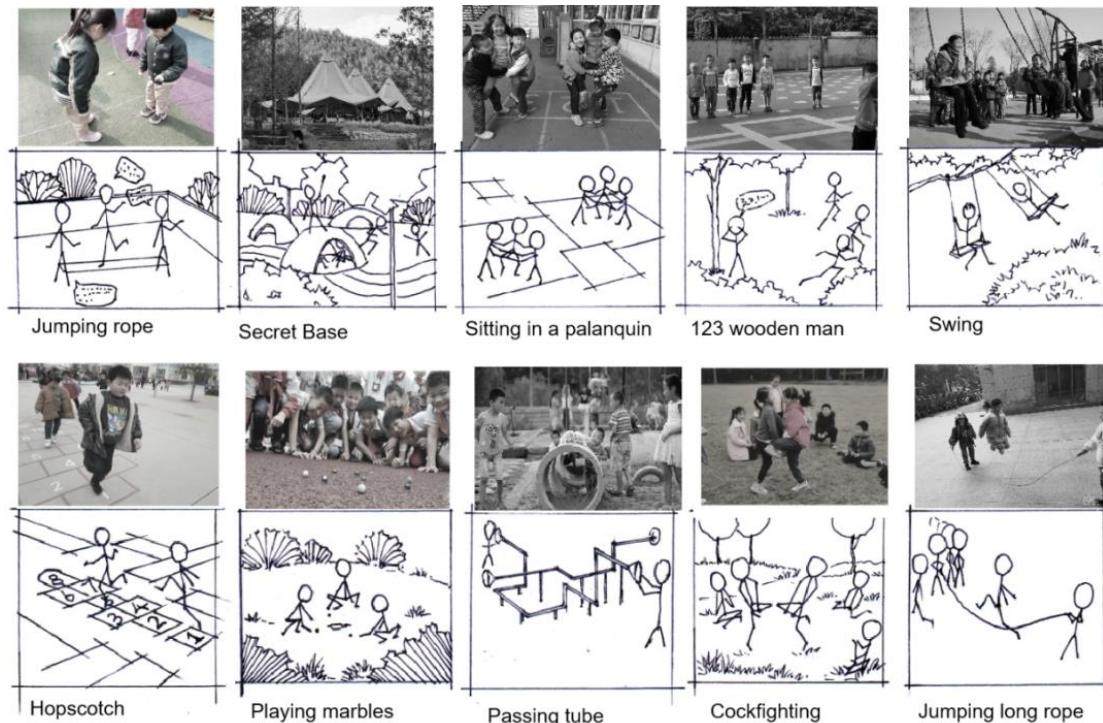 Jumping rope
Secret Base
Sitting in a palanquin
123 wooden man
Swing
Hopscotch
Playing marbles
Passing tube
Cockfighting
Jumping long rope